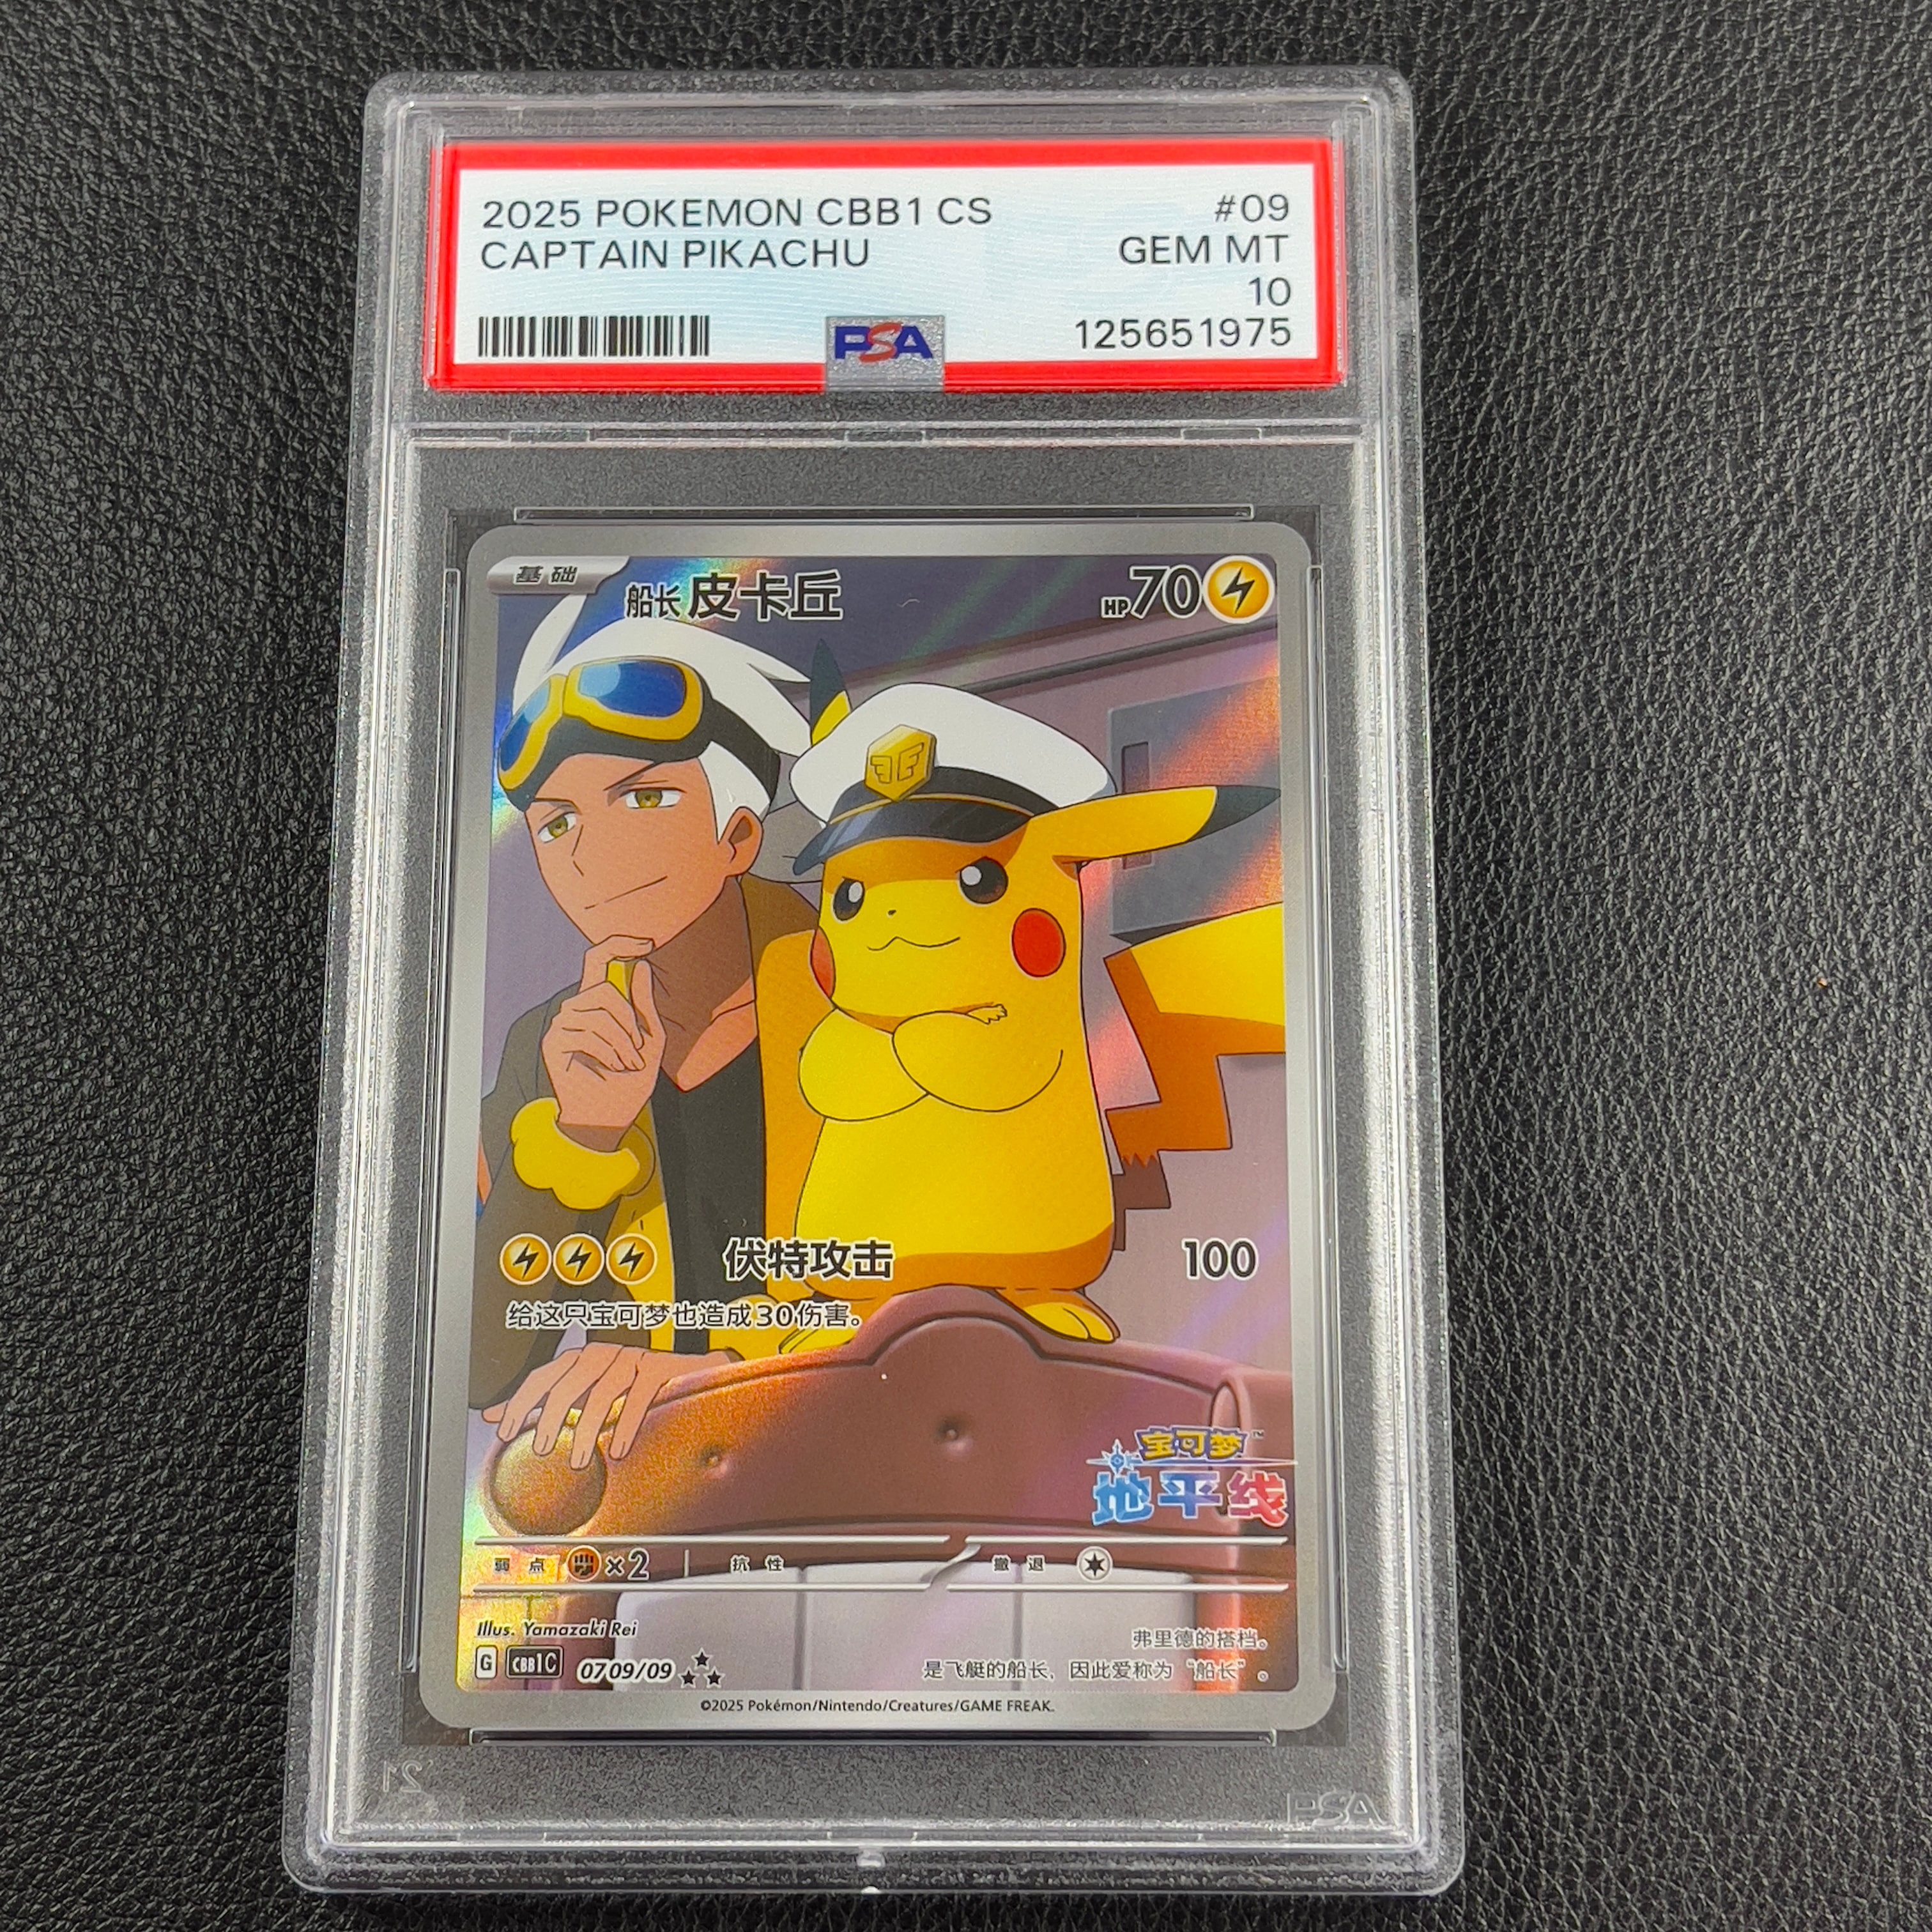 2025 POKEMON CBB1 CS #09
CAPTAIN PIKACHU GEM MT
10
PSA 125651975
基础
船长 皮卡丘 HP 70
伏特攻击 100
给这只宝可梦也造成30伤害。
宝可梦 TM
地平线
弱点 ×2 抗性 撤退
Illus. Yamazaki Rei
弗里德的搭档。
G CBB1C 0709/09 是飞艇的船长，因此爱称为“船长”。
©2025 Pokémon/Nintendo/Creatures/GAME FREAK.
PSA